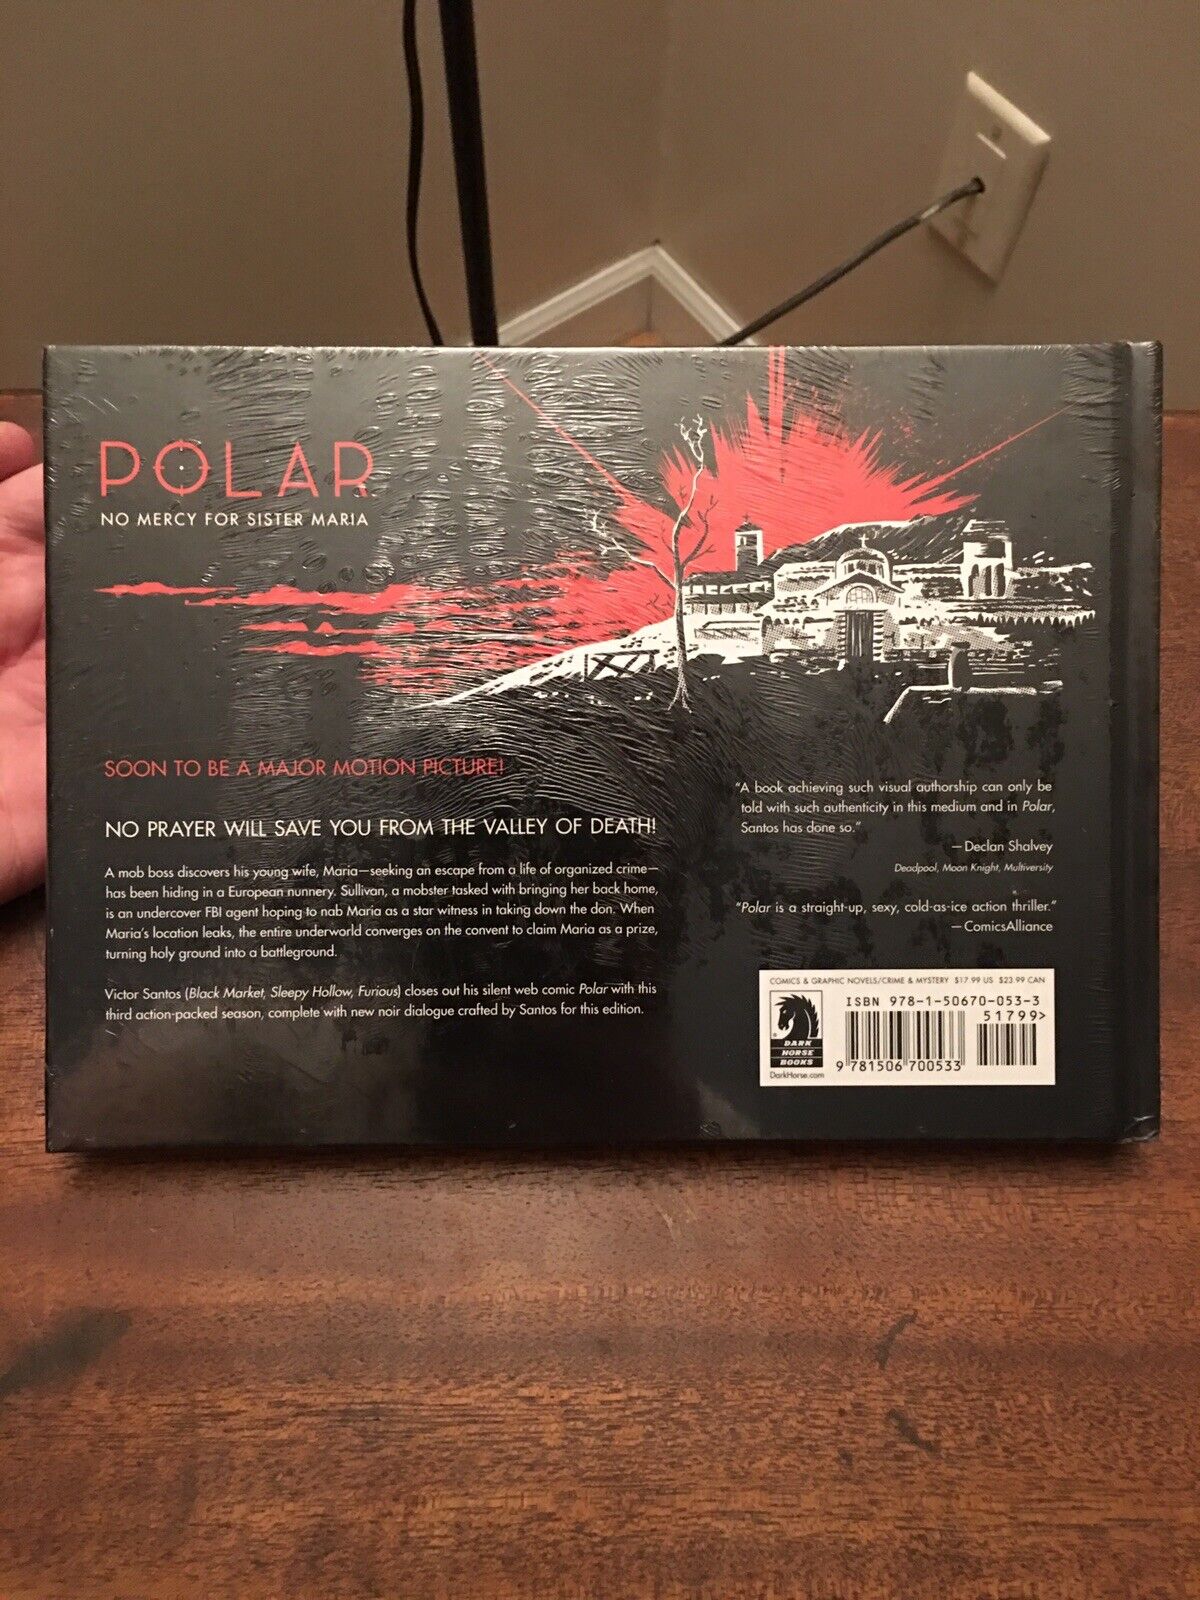 POLAR
NO MERCY FOR SISTER MARIA
SOON TO BE A MAJOR MOTION PICTURE!
NO PRAYER WILL SAVE YOU FROM THE VALLEY OF DEATH!
A mob boss discovers his young wife, Maria—seeking an escape from a life of organized crime—
has been hiding in a European nunnery. Sullivan, a mobster tasked with bringing her back home,
is an undercover FBI agent hoping to nab Maria as a star witness in taking down the don. When
Maria's location leaks, the entire underworld converges on the convent to claim Maria as a prize,
turning holy ground into a battleground.
Victor Santos (Black Market, Sleepy Hollow, Furious) closes out his silent web comic Polar with this
third action-packed season, complete with new noir dialogue crafted by Santos for this edition.
"A book achieving such visual authorship can only be
told with such authenticity in this medium and in Polar,
Santos has done so."
—Declan Shalvey
Deadpool, Moon Knight, Multiversity
"Polar is a straight-up, sexy, cold-as-ice action thriller."
—ComicsAlliance
COMICS & GRAPHIC NOVELS/CRIME & MYSTERY $17.99 US $23.99 CAN
ISBN 978-1-50670-053-3
51799>
DARK
HORSE
BOOKS
9 781506 700533
DarkHorse.com